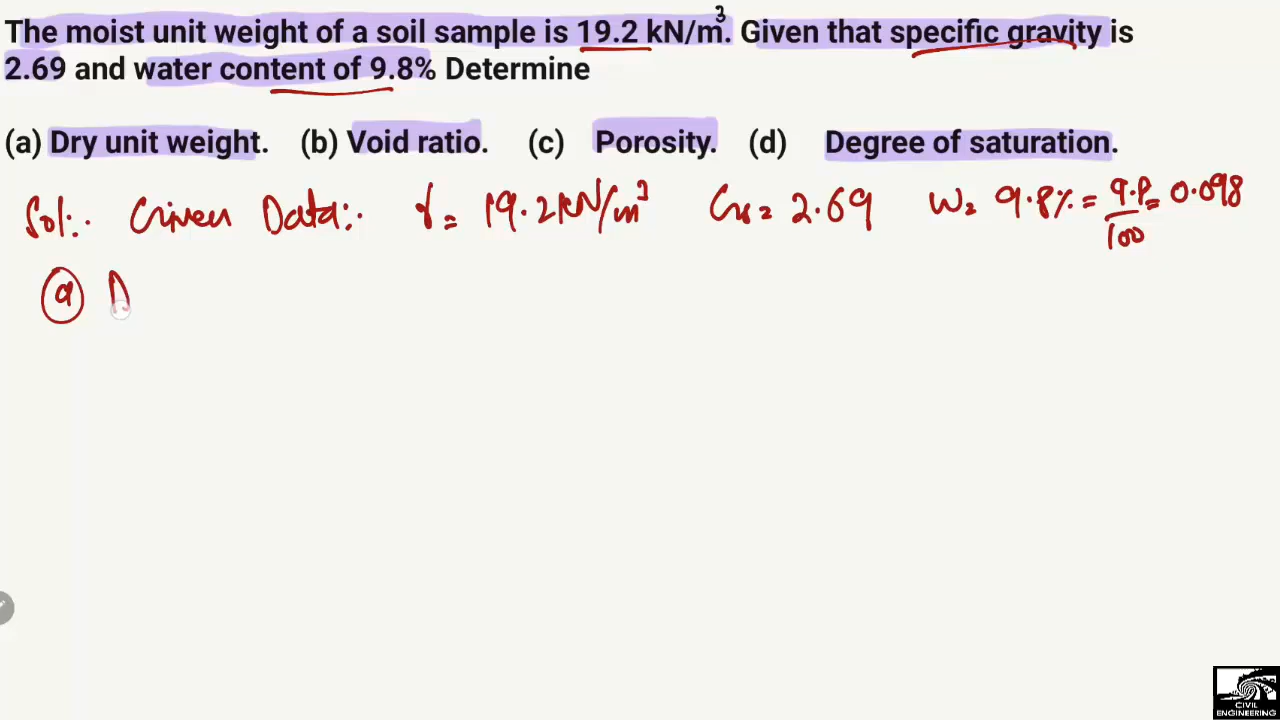 The moist unit weight of a soil sample is 19.2 kN/m³. Given that specific gravity is
2.69 and water content of 9.8% Determine
(a) Dry unit weight. (b) Void ratio. (c) Porosity. (d) Degree of saturation.
Sol:. Given Data:. γ = 19.2 kN/m³ Gs = 2.69 W = 9.8% = 9.8/100 = 0.098
(a)
CIVIL
ENGINEERING